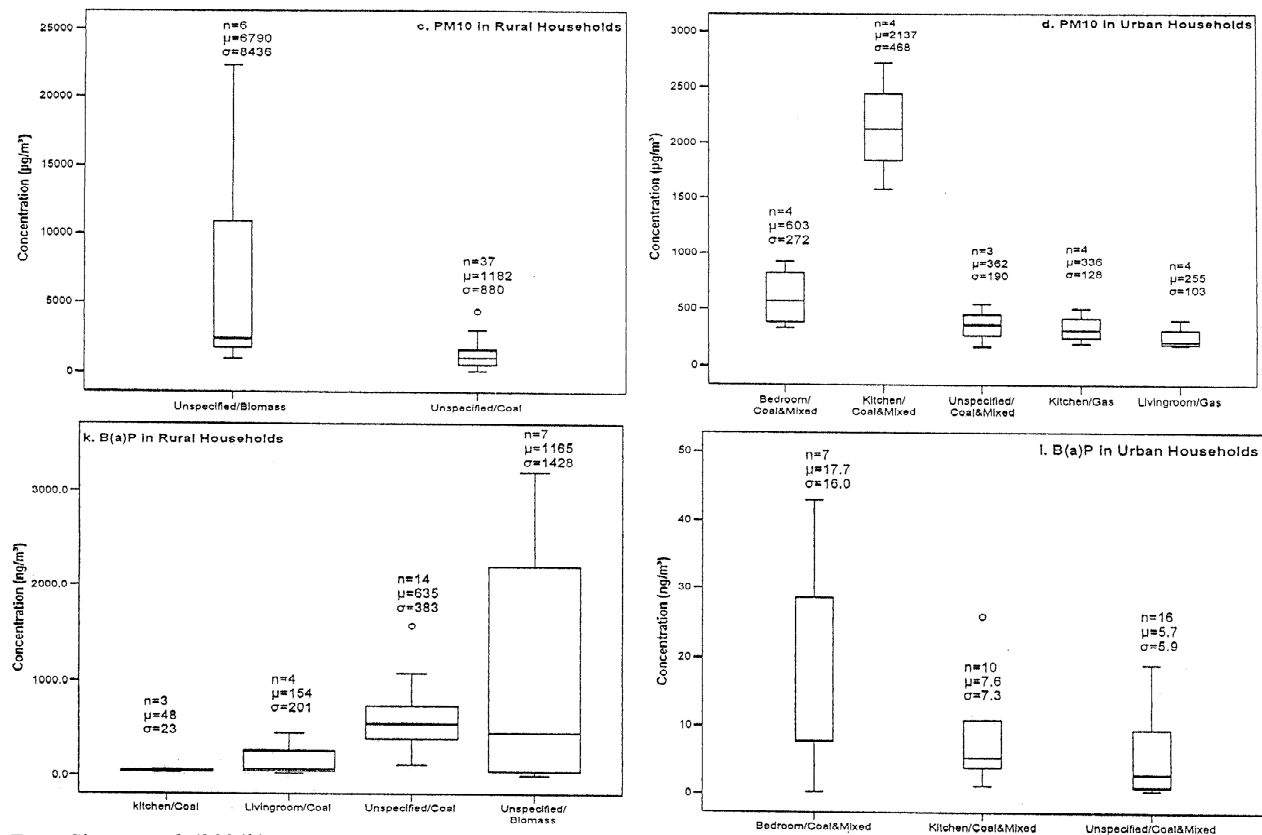 c. PM10 in Rural Households
Concentration [µg/m³]
25000
20000
15000
10000
5000
0
n=6
µ=6790
σ=8436
n=37
µ=1182
σ=880
Unspecified/Biomass
Unspecified/Coal
d. PM10 in Urban Households
Concentration (µg/m³)
3000
2500
2000
1500
1000
500
0
n=4
µ=603
σ=272
n=4
µ=2137
σ=468
n=3
µ=362
σ=190
n=4
µ=336
σ=128
n=4
µ=255
σ=103
Bedroom/
Coal&Mixed
Kitchen/
Coal&Mixed
Unspecified/
Coal&Mixed
Kitchen/Gas
Livingroom/Gas
k. B(a)P in Rural Households
Concentration [ng/m³]
3000.0
2000.0
1000.0
0.0
n=3
µ=48
σ=23
n=4
µ=154
σ=201
n=14
µ=635
σ=383
n=7
µ=1165
σ=1428
kitchen/Coal
Livingroom/Coal
Unspecified/Coal
Unspecified/
Biomass
l. B(a)P in Urban Households
Concentration (ng/m³)
50
40
30
20
10
0
n=7
µ=17.7
σ=16.0
n=10
µ=7.6
σ=7.3
n=16
µ=5.7
σ=5.9
Bedroom/Coal&Mixed
Kitchen/Coal&Mixed
Unspecified/Coal&Mixed